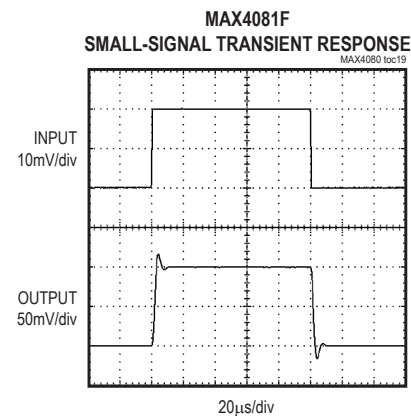 MAX4081F
SMALL-SIGNAL TRANSIENT RESPONSE
MAX4080 toc19
INPUT
10mV/div
OUTPUT
50mV/div
20µs/div